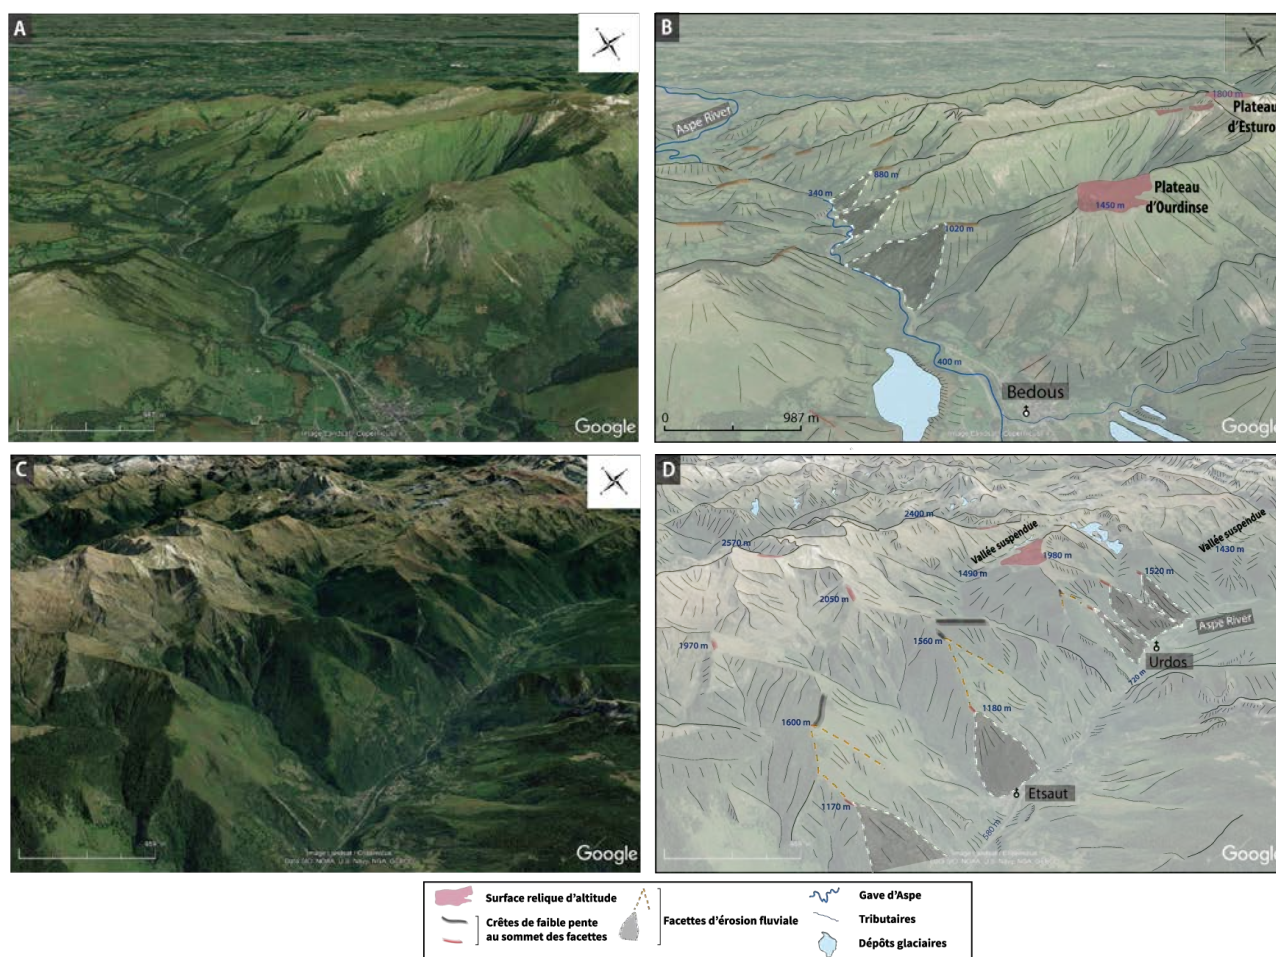 A
Google
B
Aspe River
1800 m
Plateau
d'Esturo
880 m
340 m
Plateau
d'Ourdinse
1450 m
1020 m
400 m
Bedous
0
987 m
Google
C
Google
D
2400 m
Vallée suspendue
Vallée suspendue
2570 m
1980 m
1430 m
1490 m
1520 m
2050 m
Aspe River
1970 m
1560 m
Urdos
720 m
1180 m
1600 m
Etsaut
1170 m
580 m
Google
Surface relique d'altitude
Crêtes de faible pente
au sommet des facettes
Facettes d'érosion fluviale
Gave d'Aspe
Tributaires
Dépôts glaciaires